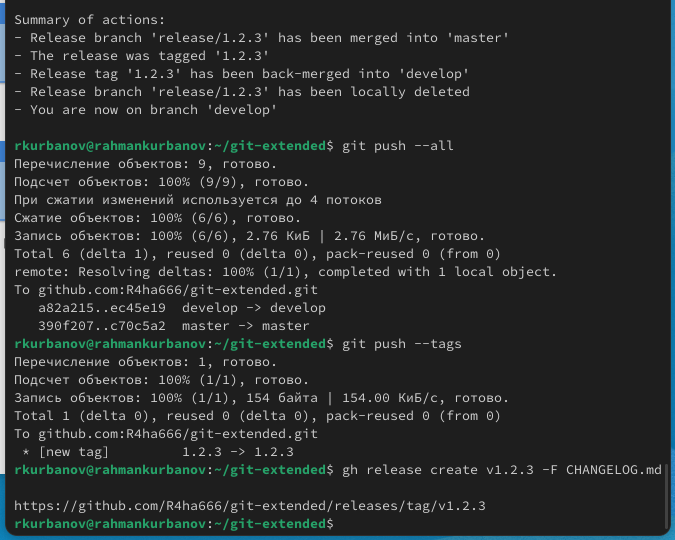 Summary of actions:
- Release branch 'release/1.2.3' has been merged into 'master'
- The release was tagged '1.2.3'
- Release tag '1.2.3' has been back-merged into 'develop'
- Release branch 'release/1.2.3' has been locally deleted
- You are now on branch 'develop'

rkurbanov@rahmankurbanov:~/git-extended$ git push --all
Перечисление объектов: 9, готово.
Подсчет объектов: 100% (9/9), готово.
При сжатии изменений используется до 4 потоков
Сжатие объектов: 100% (6/6), готово.
Запись объектов: 100% (6/6), 2.76 КиБ | 2.76 МиБ/с, готово.
Total 6 (delta 1), reused 0 (delta 0), pack-reused 0 (from 0)
remote: Resolving deltas: 100% (1/1), completed with 1 local object.
To github.com:R4ha666/git-extended.git
   a82a215..ec45e19  develop -> develop
   390f207..c70c5a2  master -> master
rkurbanov@rahmankurbanov:~/git-extended$ git push --tags
Перечисление объектов: 1, готово.
Подсчет объектов: 100% (1/1), готово.
Запись объектов: 100% (1/1), 154 байта | 154.00 КиБ/с, готово.
Total 1 (delta 0), reused 0 (delta 0), pack-reused 0 (from 0)
To github.com:R4ha666/git-extended.git
 * [new tag]         1.2.3 -> 1.2.3
rkurbanov@rahmankurbanov:~/git-extended$ gh release create v1.2.3 -F CHANGELOG.md

https://github.com/R4ha666/git-extended/releases/tag/v1.2.3
rkurbanov@rahmankurbanov:~/git-extended$